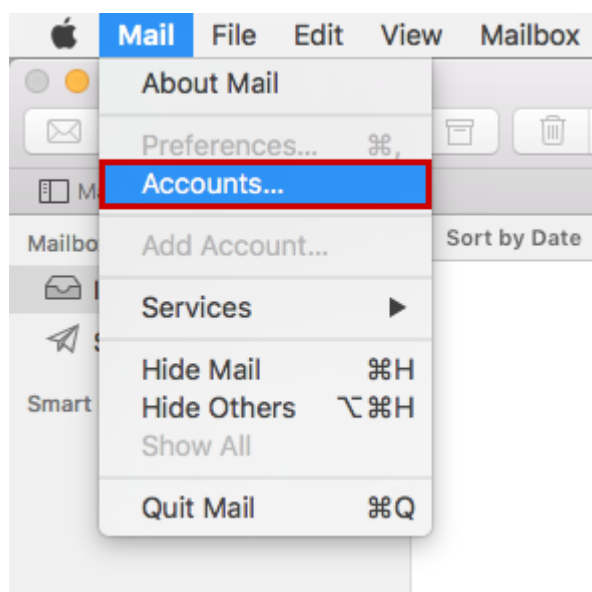 Mail File Edit View Mailbox
About Mail
Preferences... ⌘,
Accounts...
Add Account...
Services
Hide Mail ⌘H
Hide Others ⌥⌘H
Show All
Quit Mail ⌘Q
Sort by Date
Smart